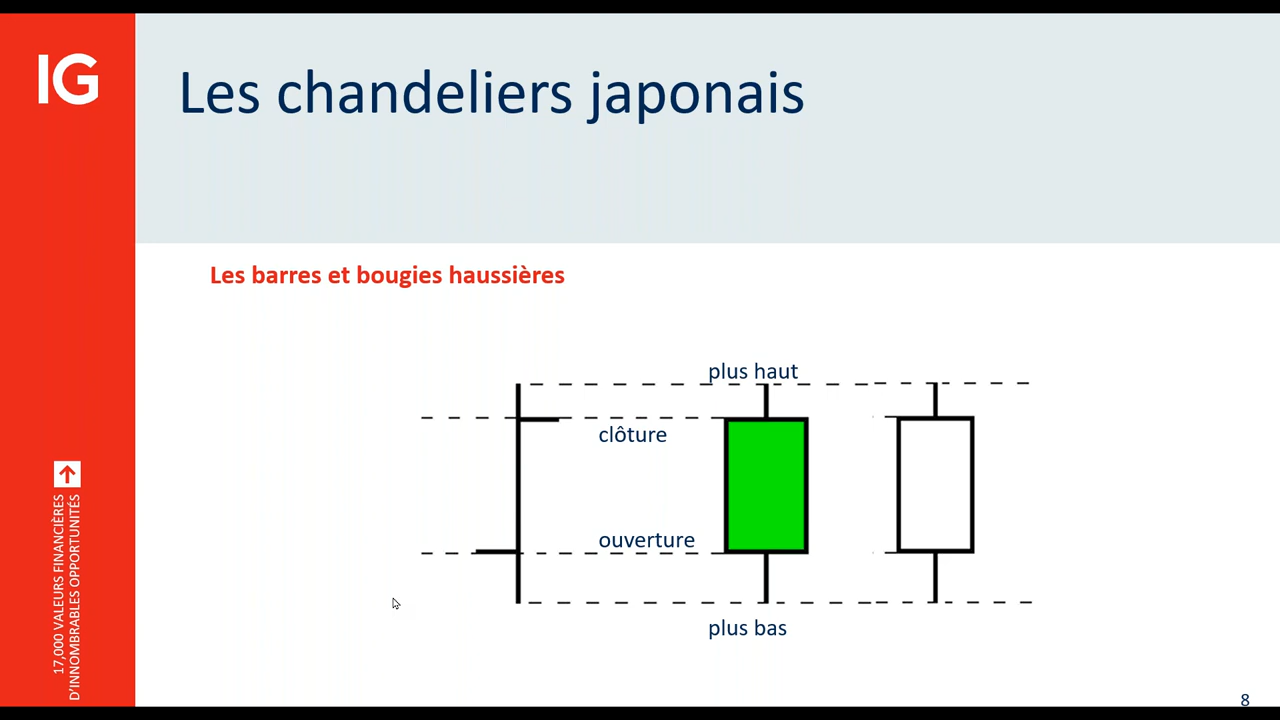 IG
Les chandeliers japonais
Les barres et bougies haussières
plus haut
clôture
ouverture
plus bas
17,000 VALEURS FINANCIÈRES
D'INNOMBRABLES OPPORTUNITÉS
8